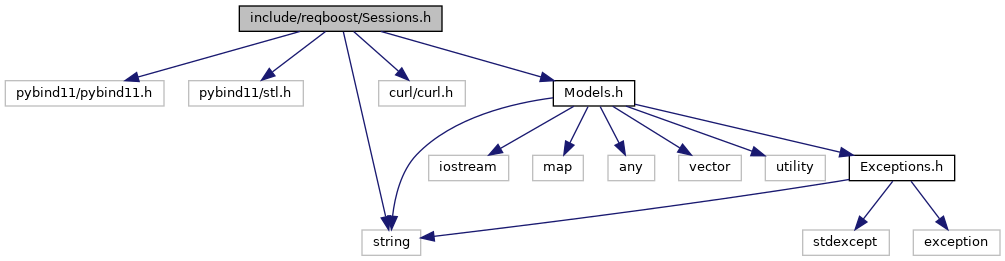 include/reqboost/Sessions.h
pybind11/pybind11.h
pybind11/stl.h
curl/curl.h
Models.h
iostream
map
any
vector
utility
Exceptions.h
string
stdexcept
exception